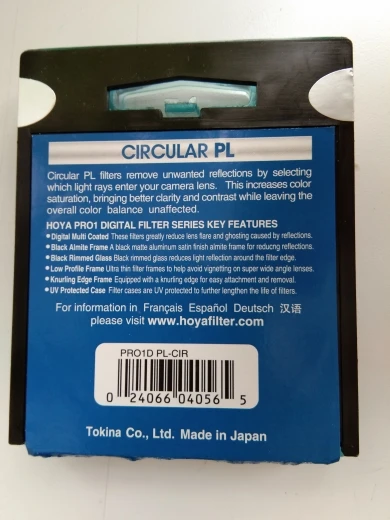 CIRCULAR PL
Circular PL filters remove unwanted reflections by selecting
which light rays enter your camera lens. This increases color
saturation, bringing better clarity and contrast while leaving the
overall color balance unaffected.
HOYA PRO1 DIGITAL FILTER SERIES KEY FEATURES
●Digital Multi Coated These filters greatly reduce lens flare and ghosting caused by reflections.
●Black Almite Frame A black matte aluminum satin finish almite frame for reducng reflections.
●Black Rimmed Glass Black rimmed glass reduces light reflection around the filter edge.
●Low Profile Frame Ultra thin filter frames to help avoid vignetting on super wide angle lenses.
●Knurling Edge Frame Equipped with a knurling edge for easy attachment and removal.
●UV Protected Case Filter cases are UV protected to further lengthen the life of filters.
For information in Français Español Deutsch 汉语
please visit www.hoyafilter.com
PRO1D PL-CIR
0 24066 04056 5
Tokina Co., Ltd. Made in Japan